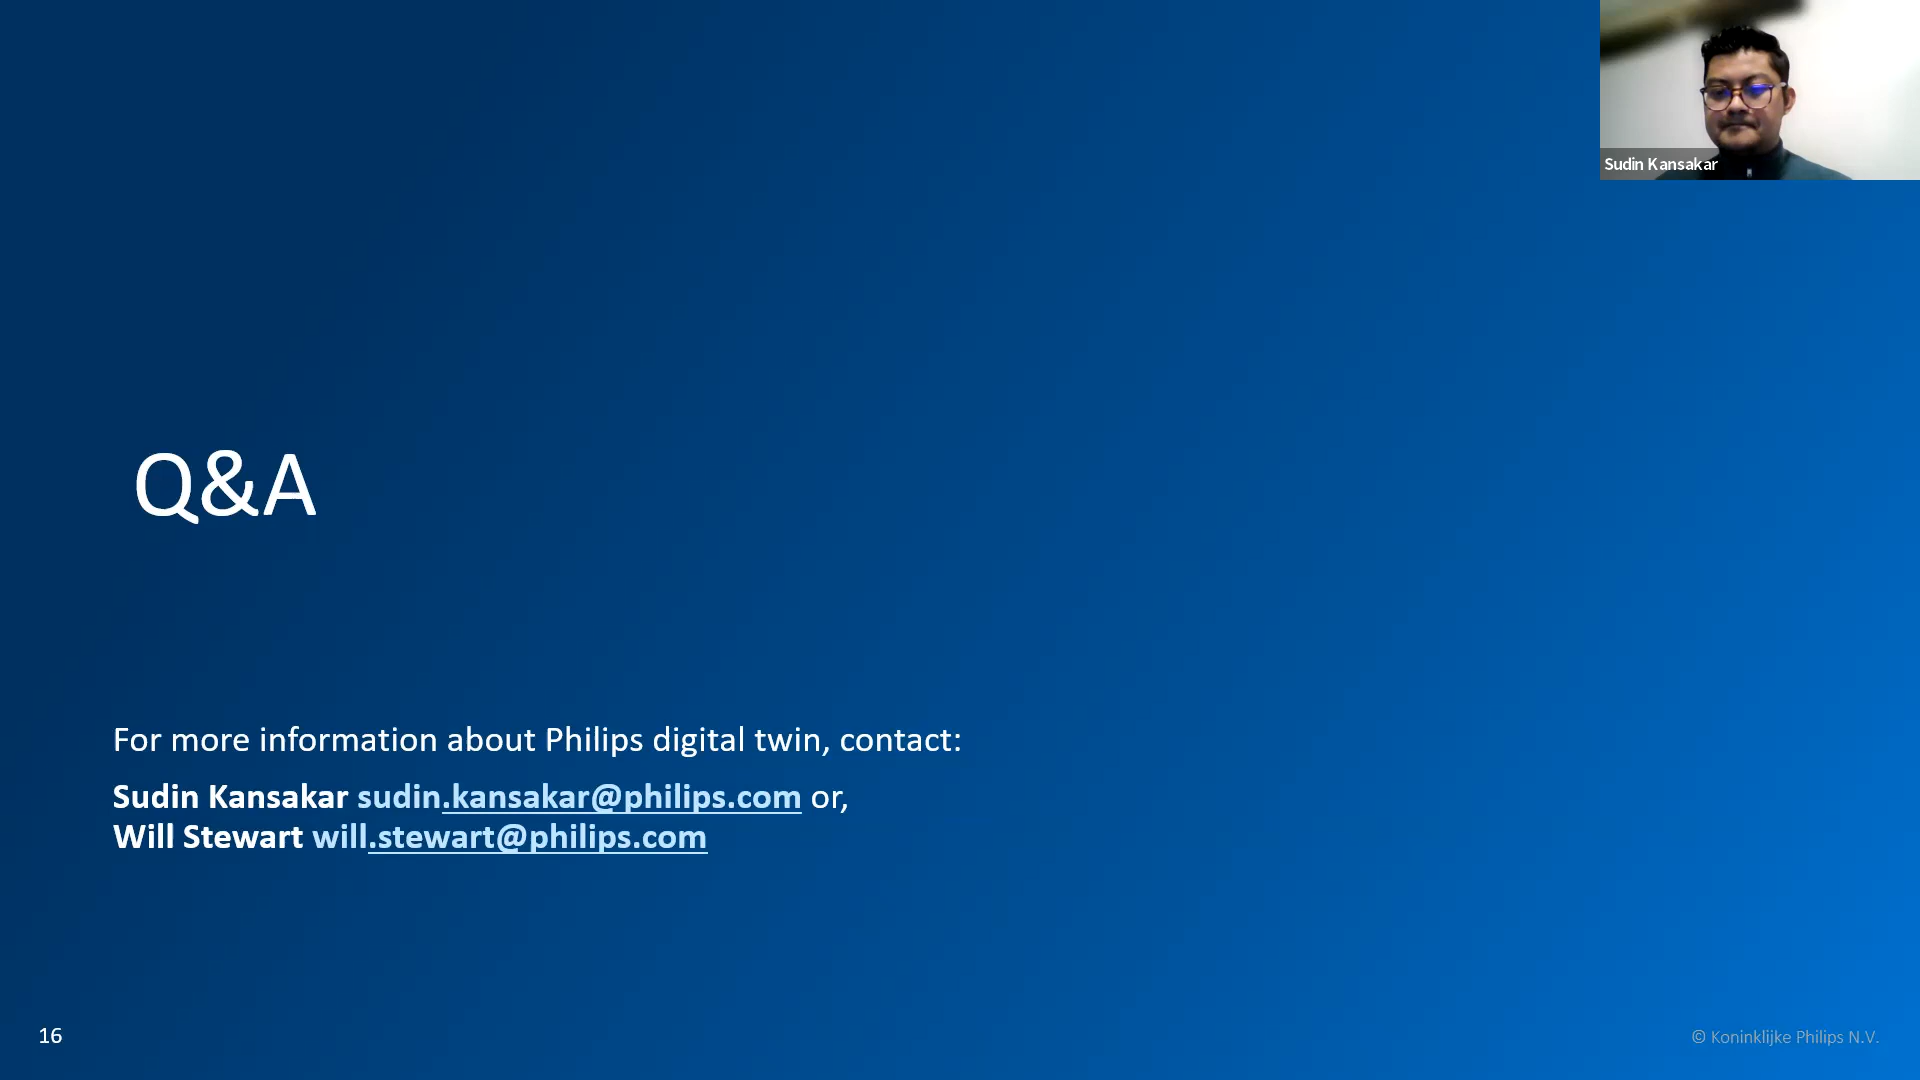 Sudin Kansakar
Q&A
For more information about Philips digital twin, contact:
Sudin Kansakar sudin.kansakar@philips.com or,
Will Stewart will.stewart@philips.com
16
© Koninklijke Philips N.V.